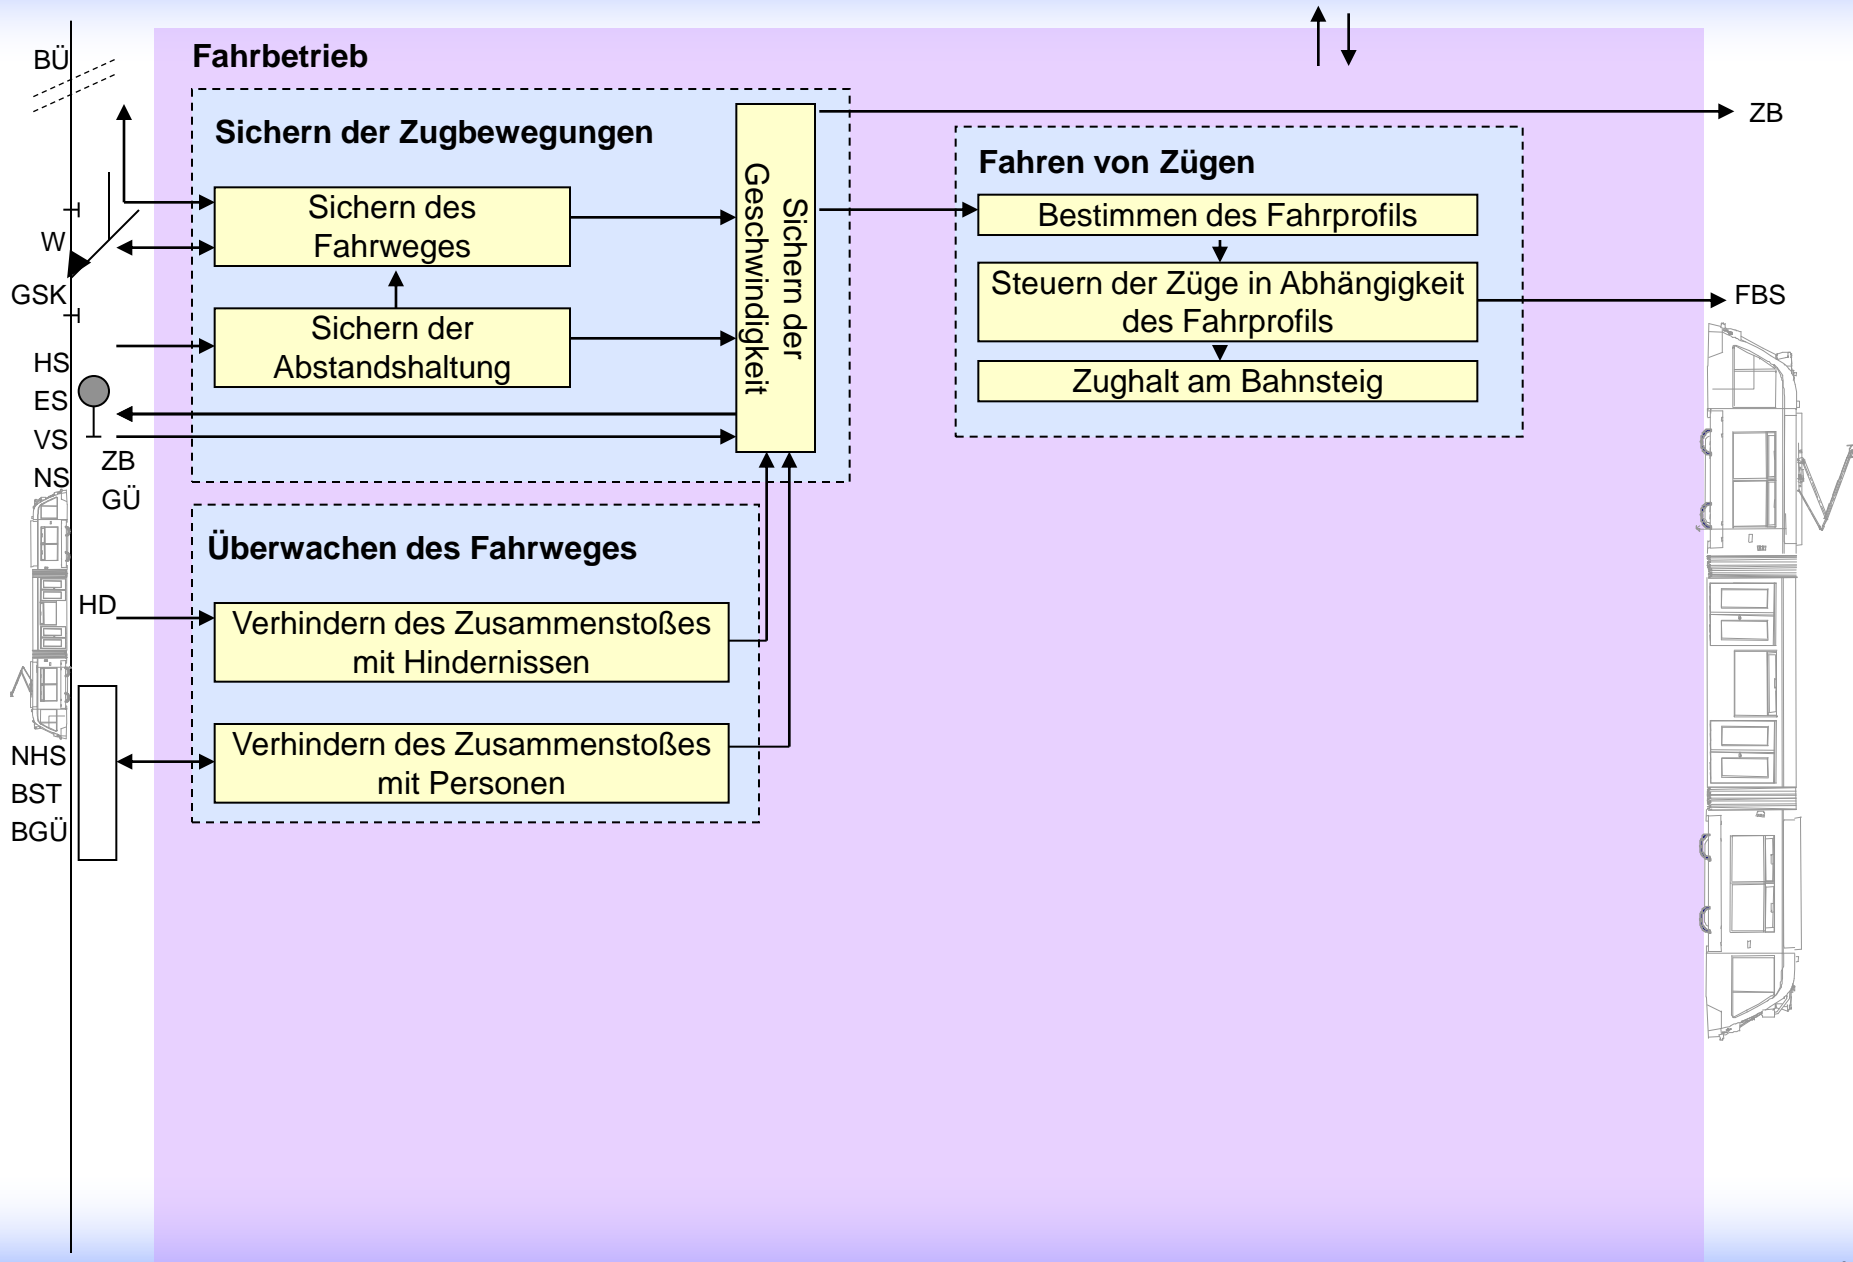 BÜ
W
GSK
HS
ES
VS
NS
ZB
GÜ
HD
NHS
BST
BGÜ
Fahrbetrieb
Sichern der Zugbewegungen
Sichern des
Fahrweges
Sichern der
Abstandshaltung
Sichern der
Geschwindigkeit
Überwachen des Fahrweges
Verhindern des Zusammenstoßes
mit Hindernissen
Verhindern des Zusammenstoßes
mit Personen
Fahren von Zügen
Bestimmen des Fahrprofils
Steuern der Züge in Abhängigkeit
des Fahrprofils
Zughalt am Bahnsteig
ZB
FBS